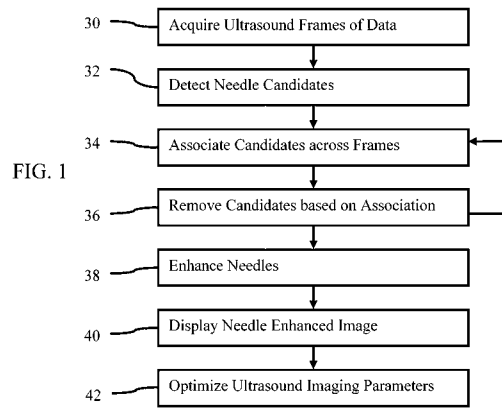 30 Acquire Ultrasound Frames of Data
32 Detect Needle Candidates
34 Associate Candidates across Frames
FIG. 1
36 Remove Candidates based on Association
38 Enhance Needles
40 Display Needle Enhanced Image
42 Optimize Ultrasound Imaging Parameters